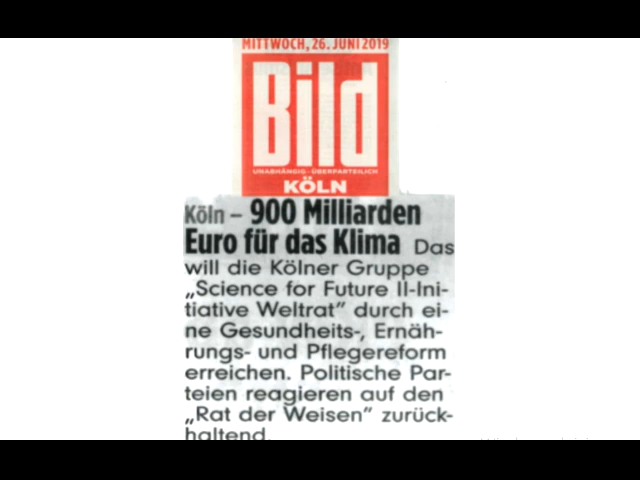 MITTWOCH, 26. JUNI 2019
Bild
UNABHÄNGIG · ÜBERPARTEILICH
KÖLN
Köln – 900 Milliarden
Euro für das Klima Das
will die Kölner Gruppe
„Science for Future II-Ini-
tiative Weltrat” durch ei-
ne Gesundheits-, Ernäh-
rungs- und Pflegereform
erreichen. Politische Par-
teien reagieren auf den
„Rat der Weisen” zurück-
haltend.